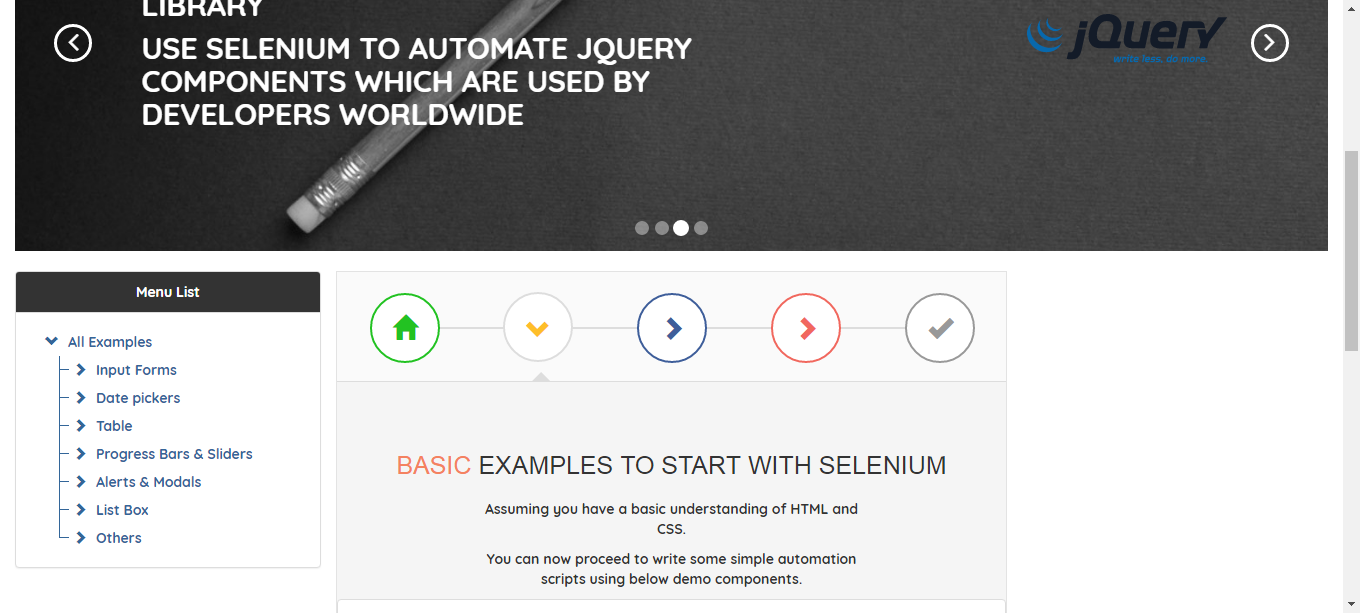 LIBRARY
USE SELENIUM TO AUTOMATE JQUERY
COMPONENTS WHICH ARE USED BY
DEVELOPERS WORLDWIDE
jQuery
write less, do more.
Menu List
All Examples
Input Forms
Date pickers
Table
Progress Bars & Sliders
Alerts & Modals
List Box
Others
BASIC EXAMPLES TO START WITH SELENIUM
Assuming you have a basic understanding of HTML and
CSS.
You can now proceed to write some simple automation
scripts using below demo components.